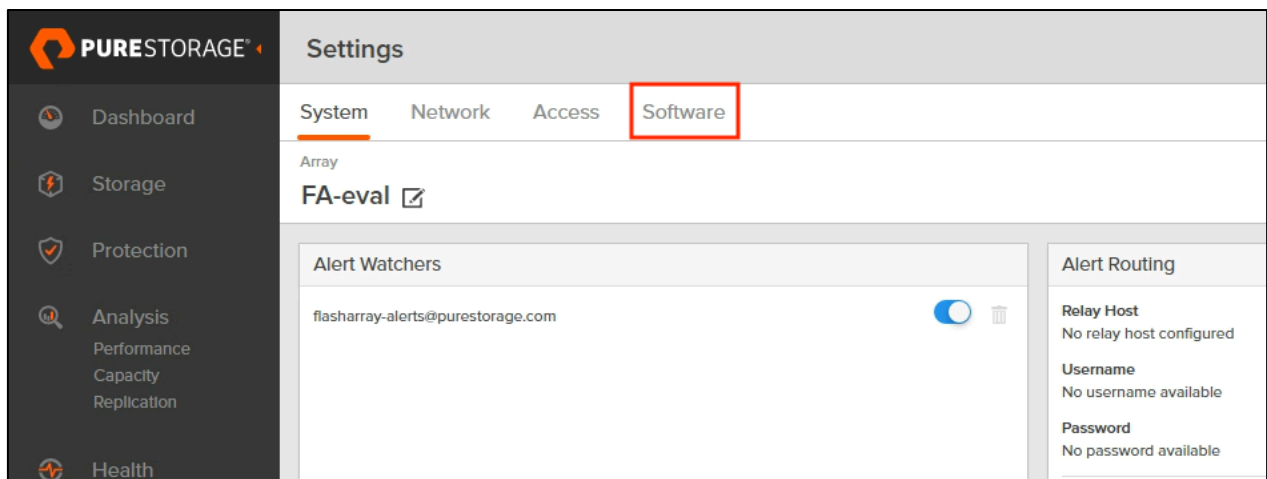 PURESTORAGE®
Settings
Dashboard
Storage
Protection
Analysis
Performance
Capacity
Replication
Health
System Network Access Software
Array
FA-eval
Alert Watchers
flasharray-alerts@purestorage.com
Alert Routing
Relay Host
No relay host configured
Username
No username available
Password
No password available